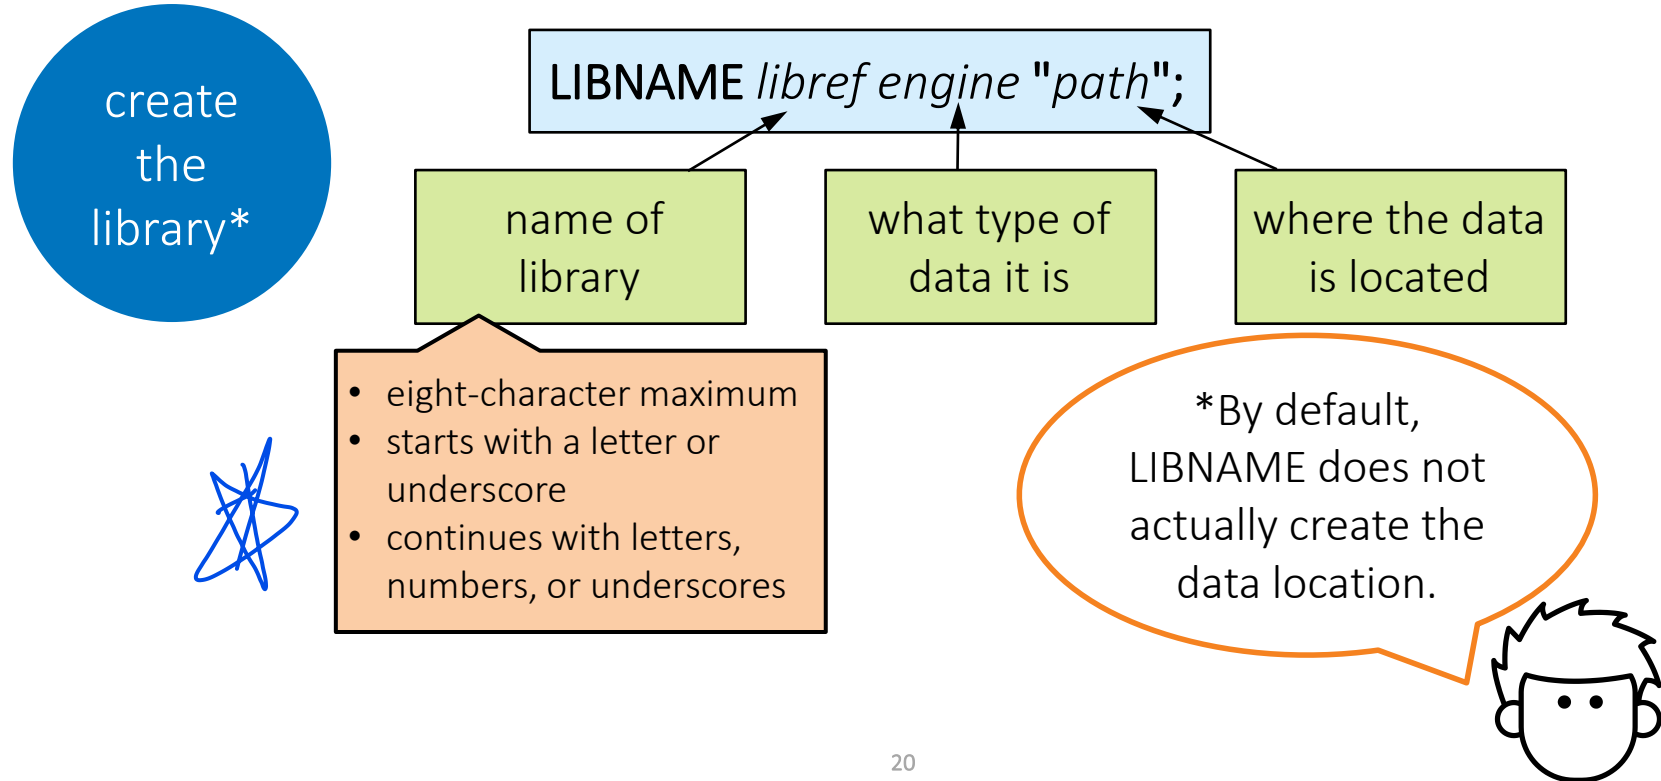 create
the
library*
LIBNAME libref engine "path";
name of
library
what type of
data it is
where the data
is located
• eight-character maximum
• starts with a letter or
underscore
• continues with letters,
numbers, or underscores
*By default,
LIBNAME does not
actually create the
data location.
20